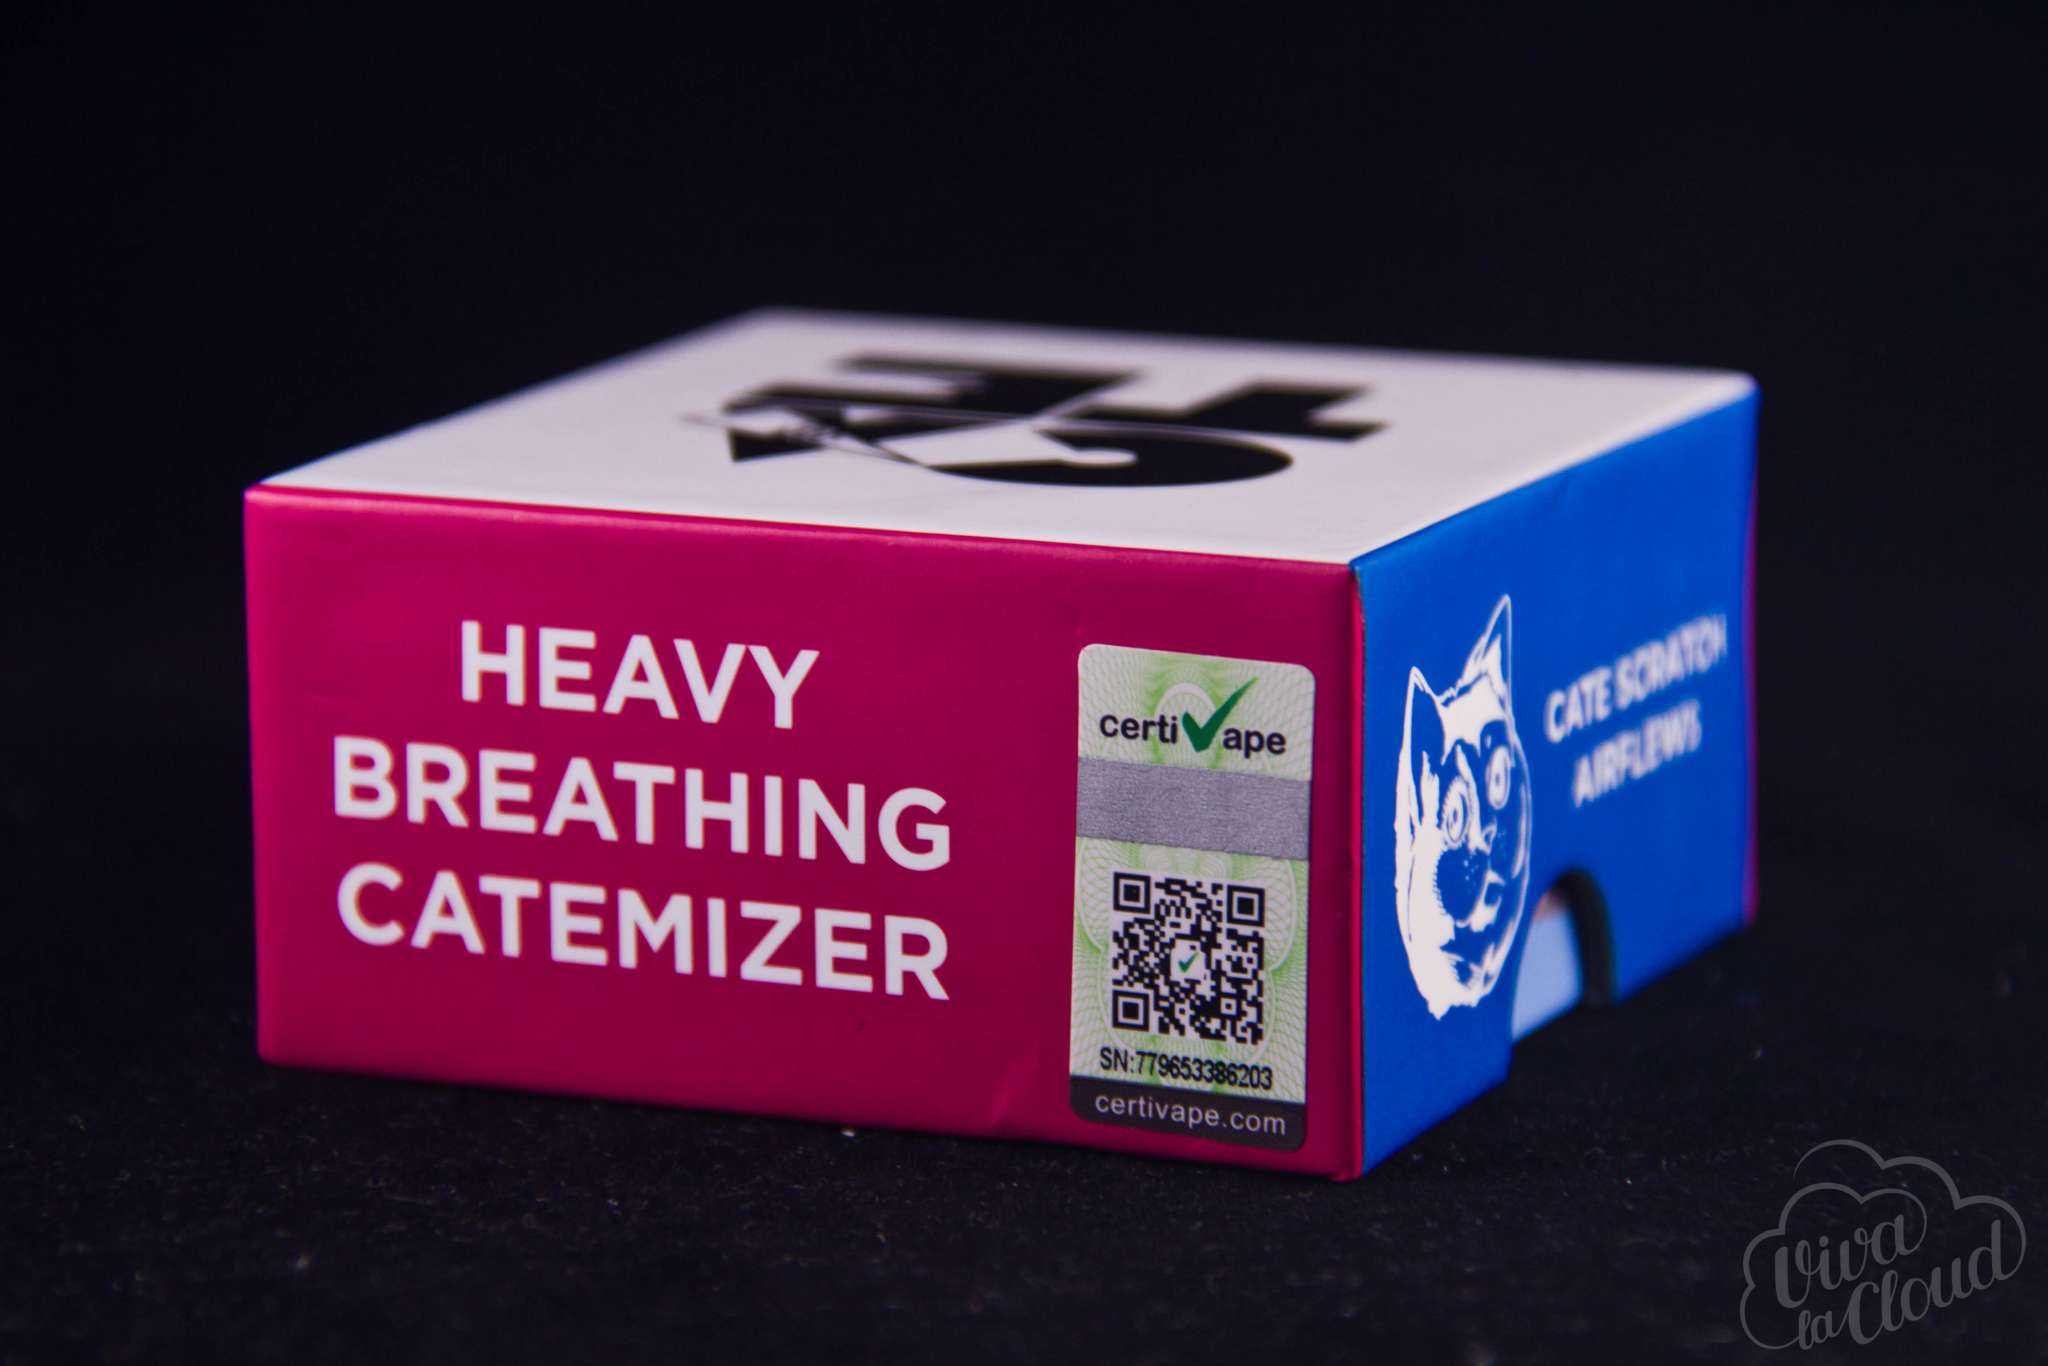 HEAVY
BREATHING
CATEMIZER
certiVape
SN:779653386203
certivape.com
CATE SCRATCH
AIRFLEWS
Viva
la Cloud